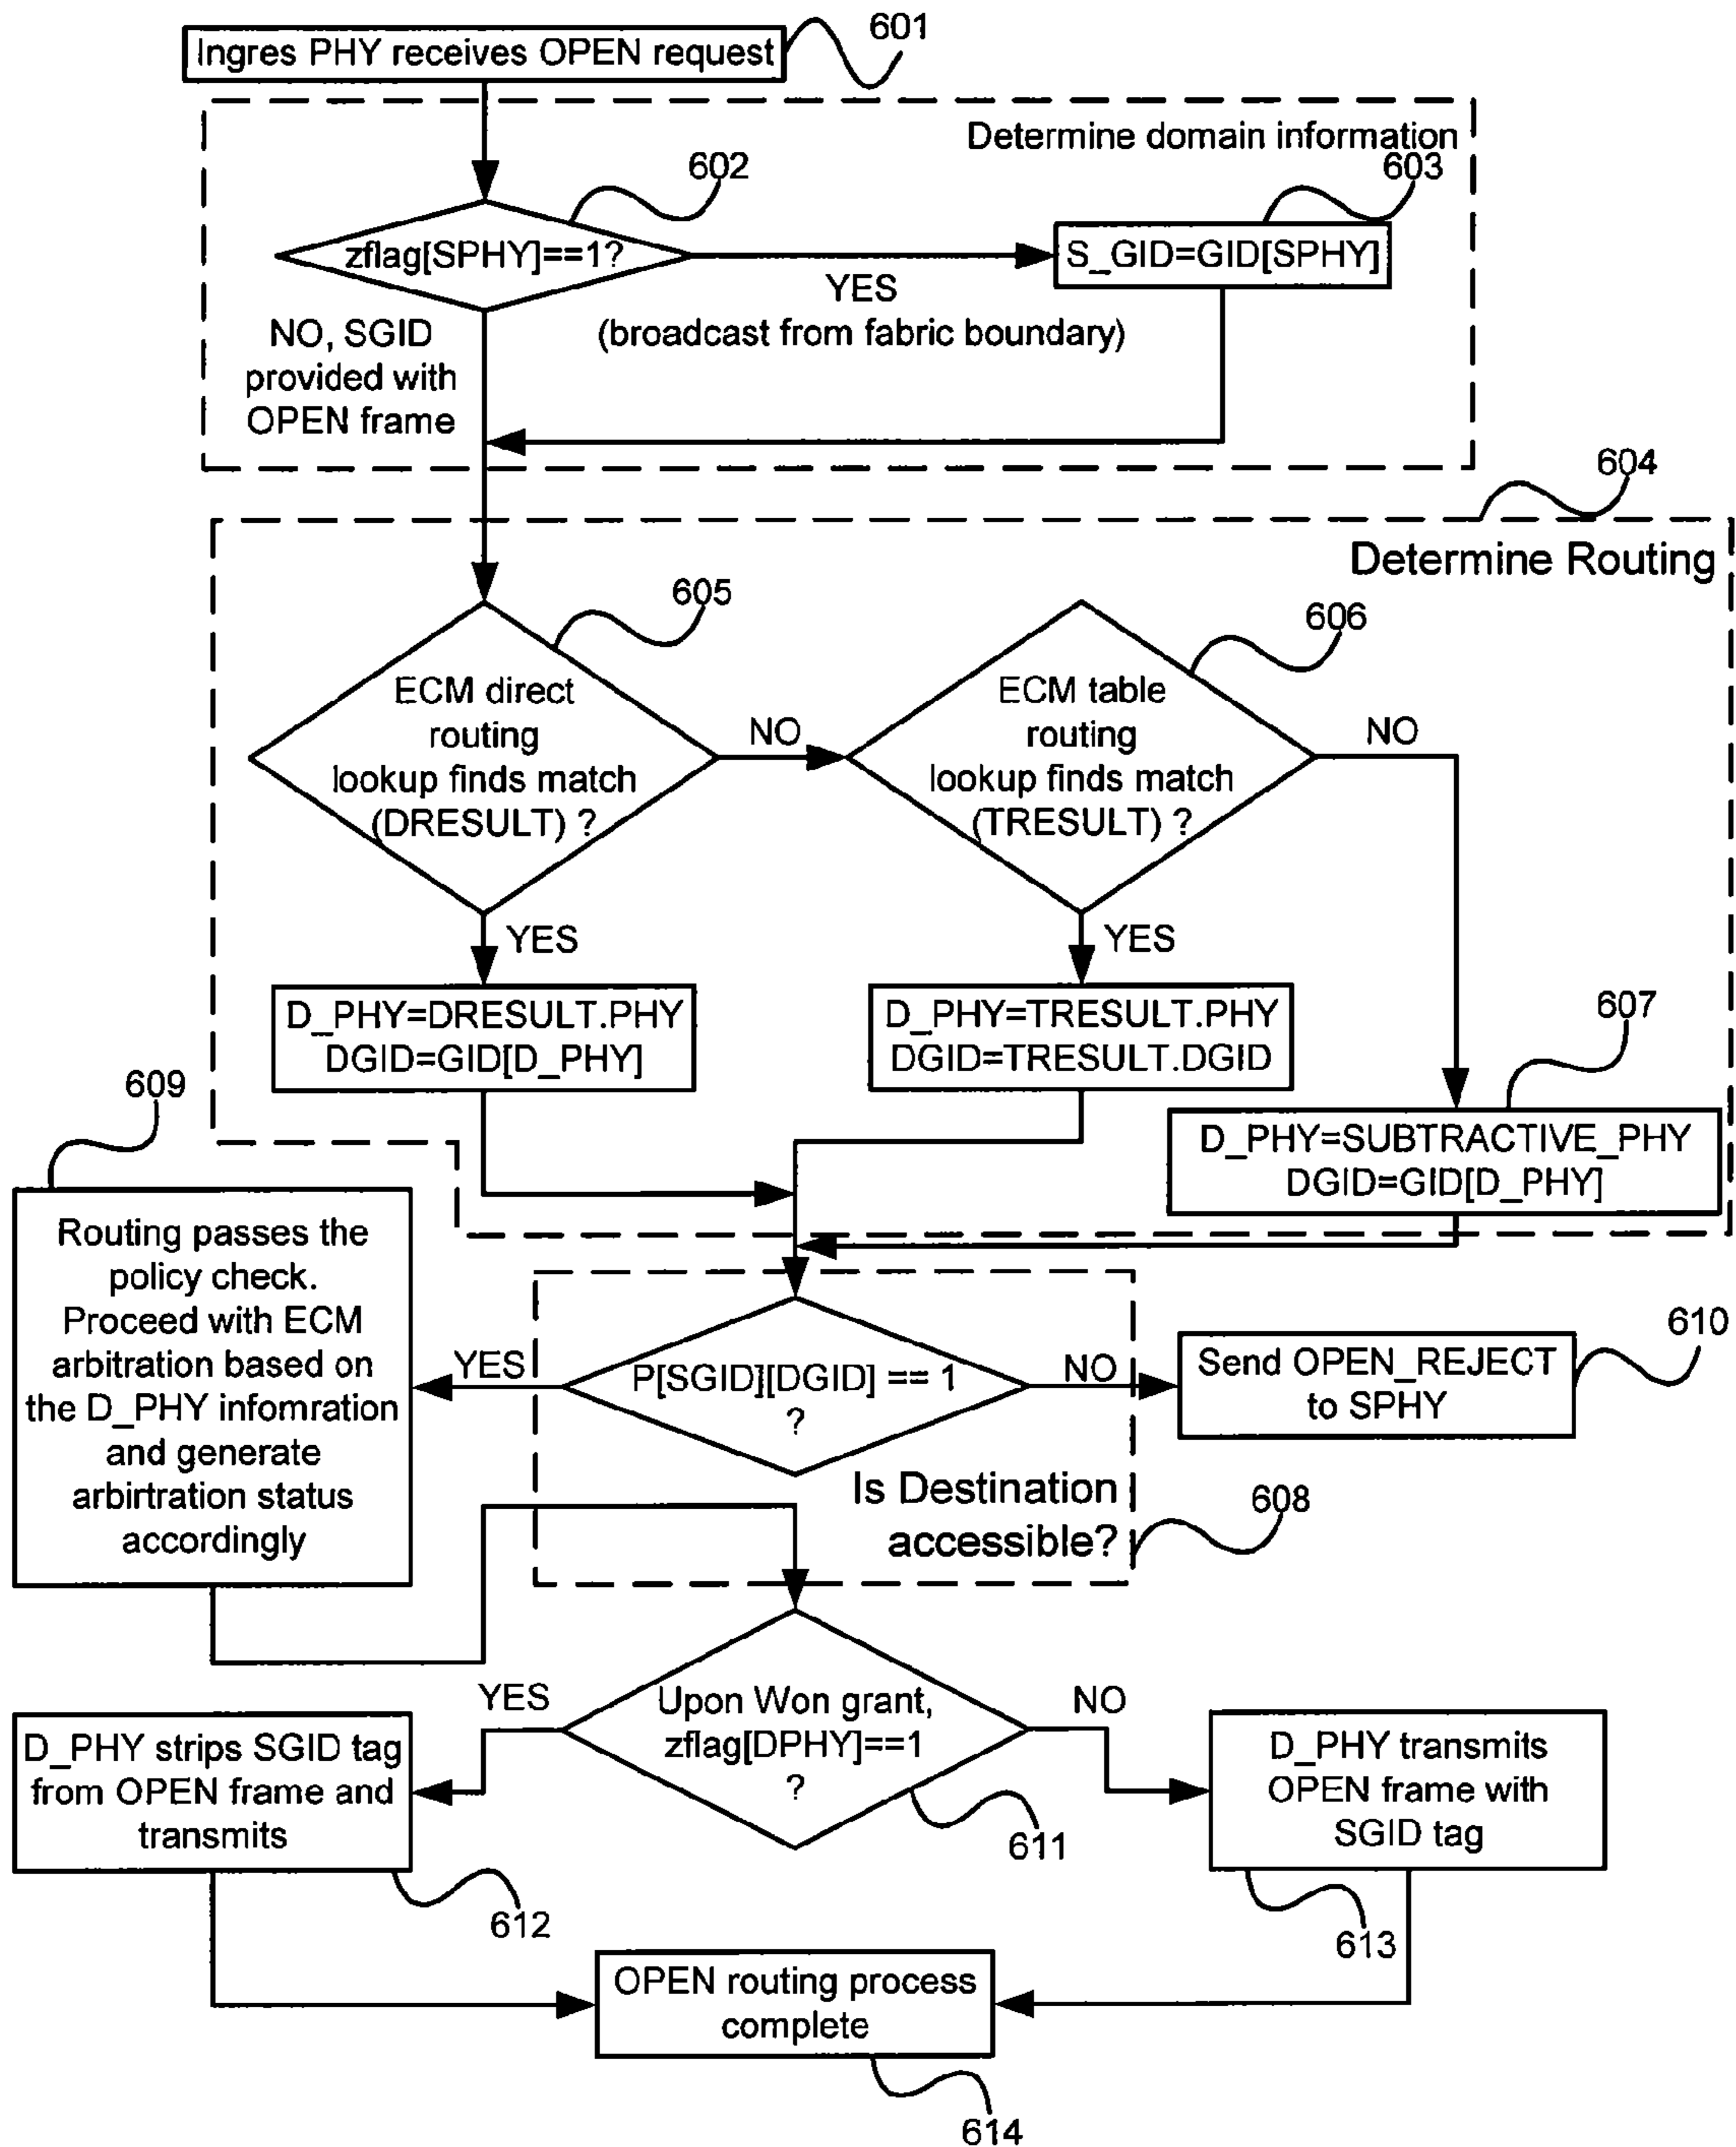 601
Ingres PHY receives OPEN request
Determine domain information
602
603
zflag[SPHY]==1?
S_GID=GID[SPHY]
YES
(broadcast from fabric boundary)
NO, SGID
provided with
OPEN frame
604
Determine Routing
605
606
ECM direct
routing
lookup finds match
(DRESULT) ?
NO
ECM table
routing
lookup finds match
(TRESULT) ?
NO
YES
YES
D_PHY=DRESULT.PHY
DGID=GID[D_PHY]
D_PHY=TRESULT.PHY
DGID=TRESULT.DGID
607
D_PHY=SUBTRACTIVE_PHY
DGID=GID[D_PHY]
609
Routing passes the
policy check.
Proceed with ECM
arbitration based on
the D_PHY infomration
and generate
arbirtration status
accordingly
YES
P[SGID][DGID] == 1
?
NO
610
Send OPEN_REJECT
to SPHY
Is Destination
accessible?
608
YES
Upon Won grant,
zflag[DPHY]==1
?
NO
611
D_PHY strips SGID tag
from OPEN frame and
transmits
612
D_PHY transmits
OPEN frame with
SGID tag
613
OPEN routing process
complete
614